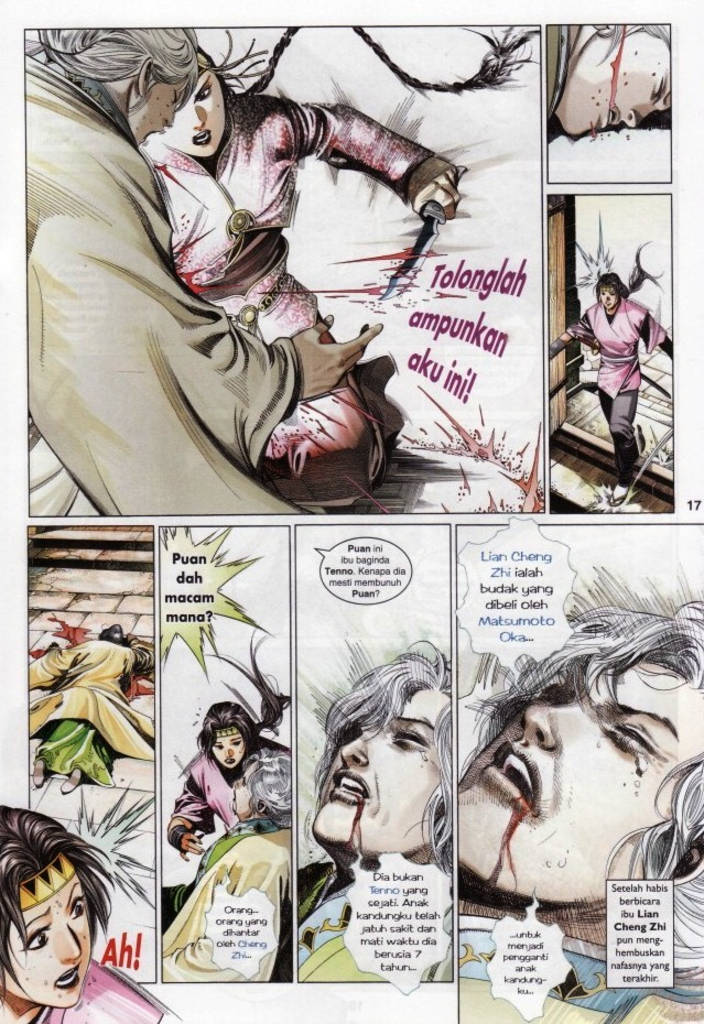 Tolonglah
ampunkan
aku ini!
17
Ah!
Puan
dah
macam
mana?
Orang...
orang yang
dihantar
oleh Cheng
Zhi...
Puan ini
ibu baginda
Tenno. Kenapa dia
mesti membunuh
Puan?
Dia bukan
Tenno yang
sejati. Anak
kandungku telah
jatuh sakit dan
mati waktu dia
berusia 7
tahun...
Lian Cheng
Zhi ialah
budak yang
dibeli oleh
Matsumoto
Oka...
...untuk
menjadi
pengganti
anak
kandung-
ku...
Setelah habis
berbicara
ibu Lian
Cheng Zhi
pun meng-
hembuskan
nafasnya yang
terakhir.